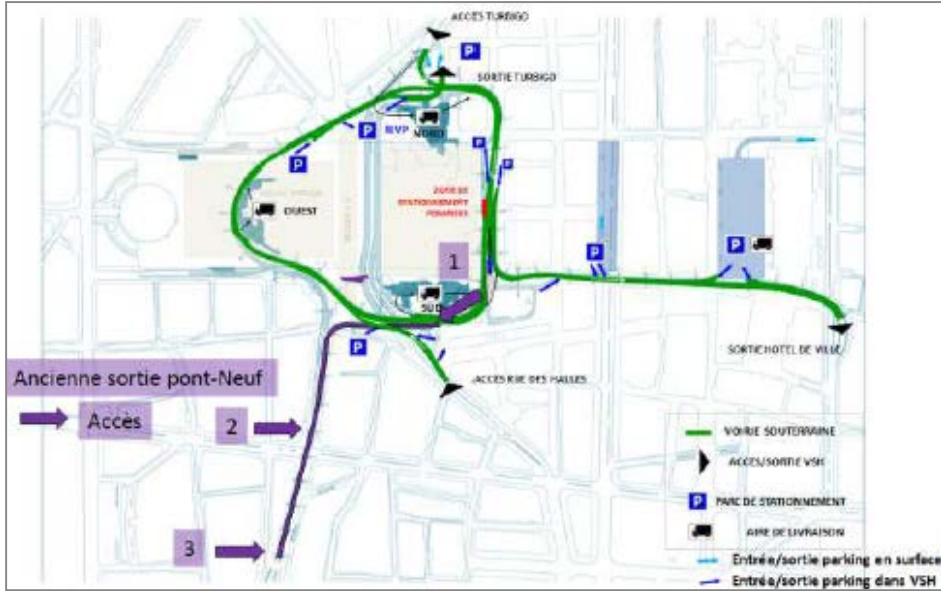 ACCES TURBIGO
P
SORTIE TURBIGO
P
IEVP
NORD
P
P
P
ZONE DE
STATIONNEMENT
OUEST
1
P
P
SUD
P
SORTIE HOTEL DE VILLE
Ancienne sortie pont-Neuf
ACCES RUE DES HALLES
Accès
2
VOIRIE SOUTERRAINE
ACCES/SORTIE VSH
P PARC DE STATIONNEMENT
AIRE DE LIVRAISON
3
Entrée/sortie parking en surface
Entrée/sortie parking dans VSH